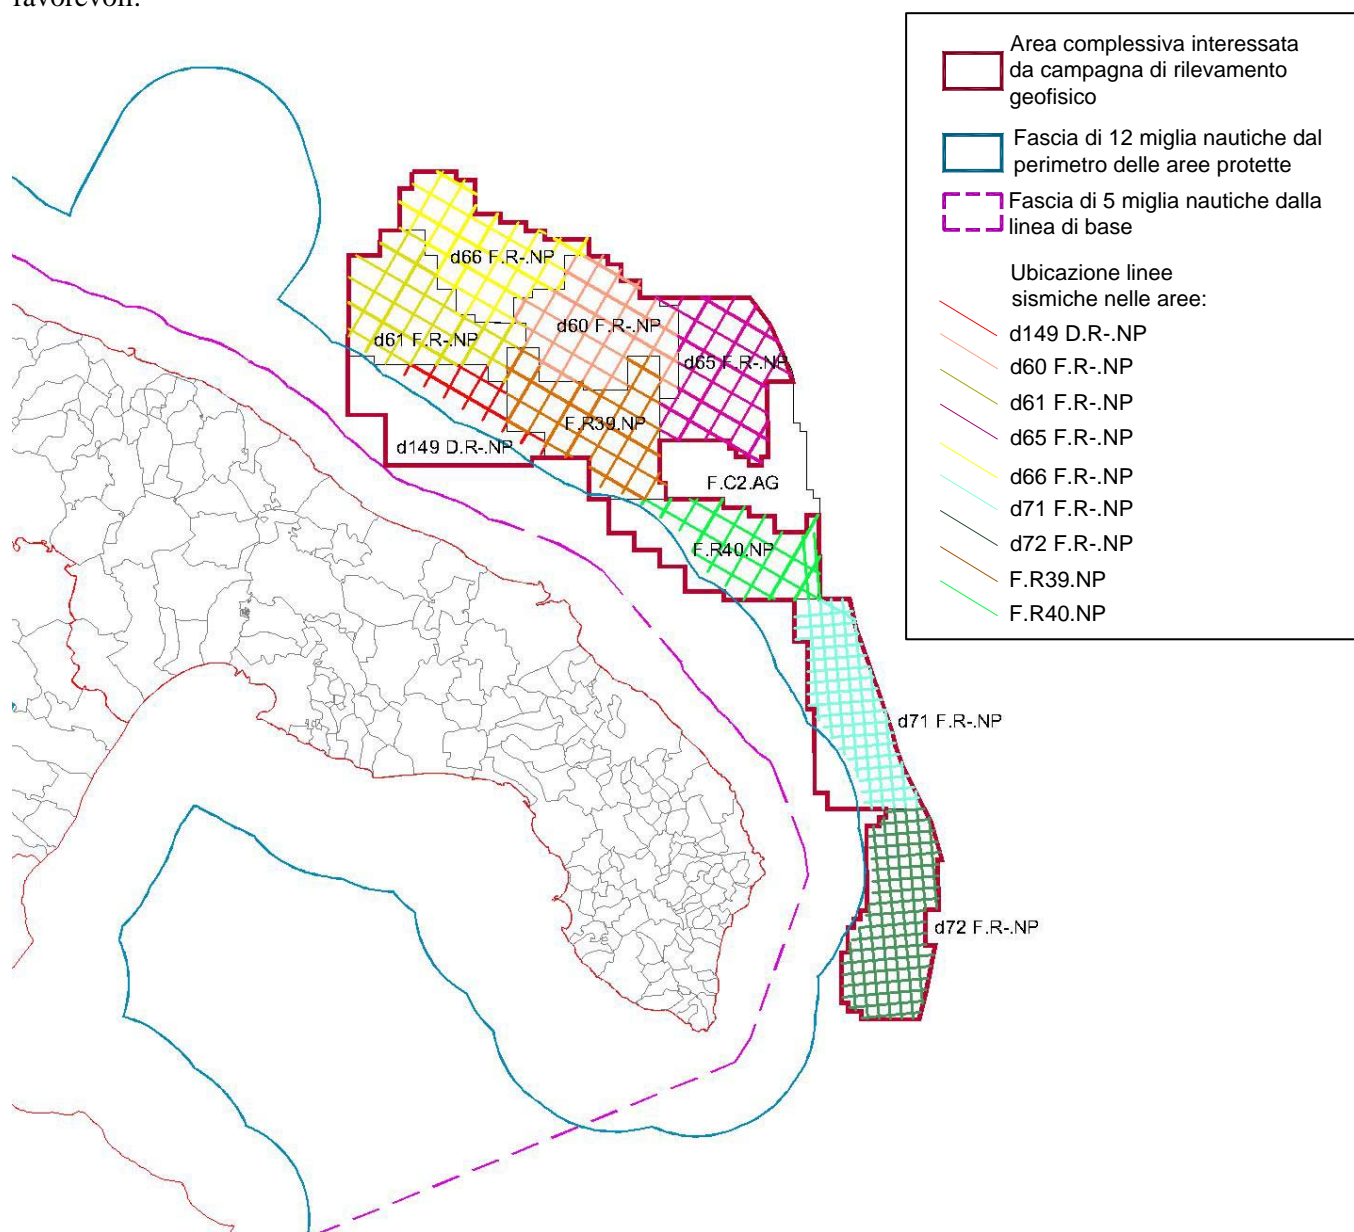 favorevoli.
Area complessiva interessata
da campagna di rilevamento
geofisico
Fascia di 12 miglia nautiche dal
perimetro delle aree protette
Fascia di 5 miglia nautiche dalla
linea di base
Ubicazione linee
sismiche nelle aree:
d149 D.R-.NP
d60 F.R-.NP
d61 F.R-.NP
d65 F.R-.NP
d66 F.R-.NP
d71 F.R-.NP
d72 F.R-.NP
F.R39.NP
F.R40.NP
d66 F.R-.NP
d60 F.R-.NP
d61 F.R-.NP
d65 F.R-.NP
F.R39.NP
d149 D.R-.NP
F.C2.AG
F.R40.NP
d71 F.R-.NP
d72 F.R-.NP